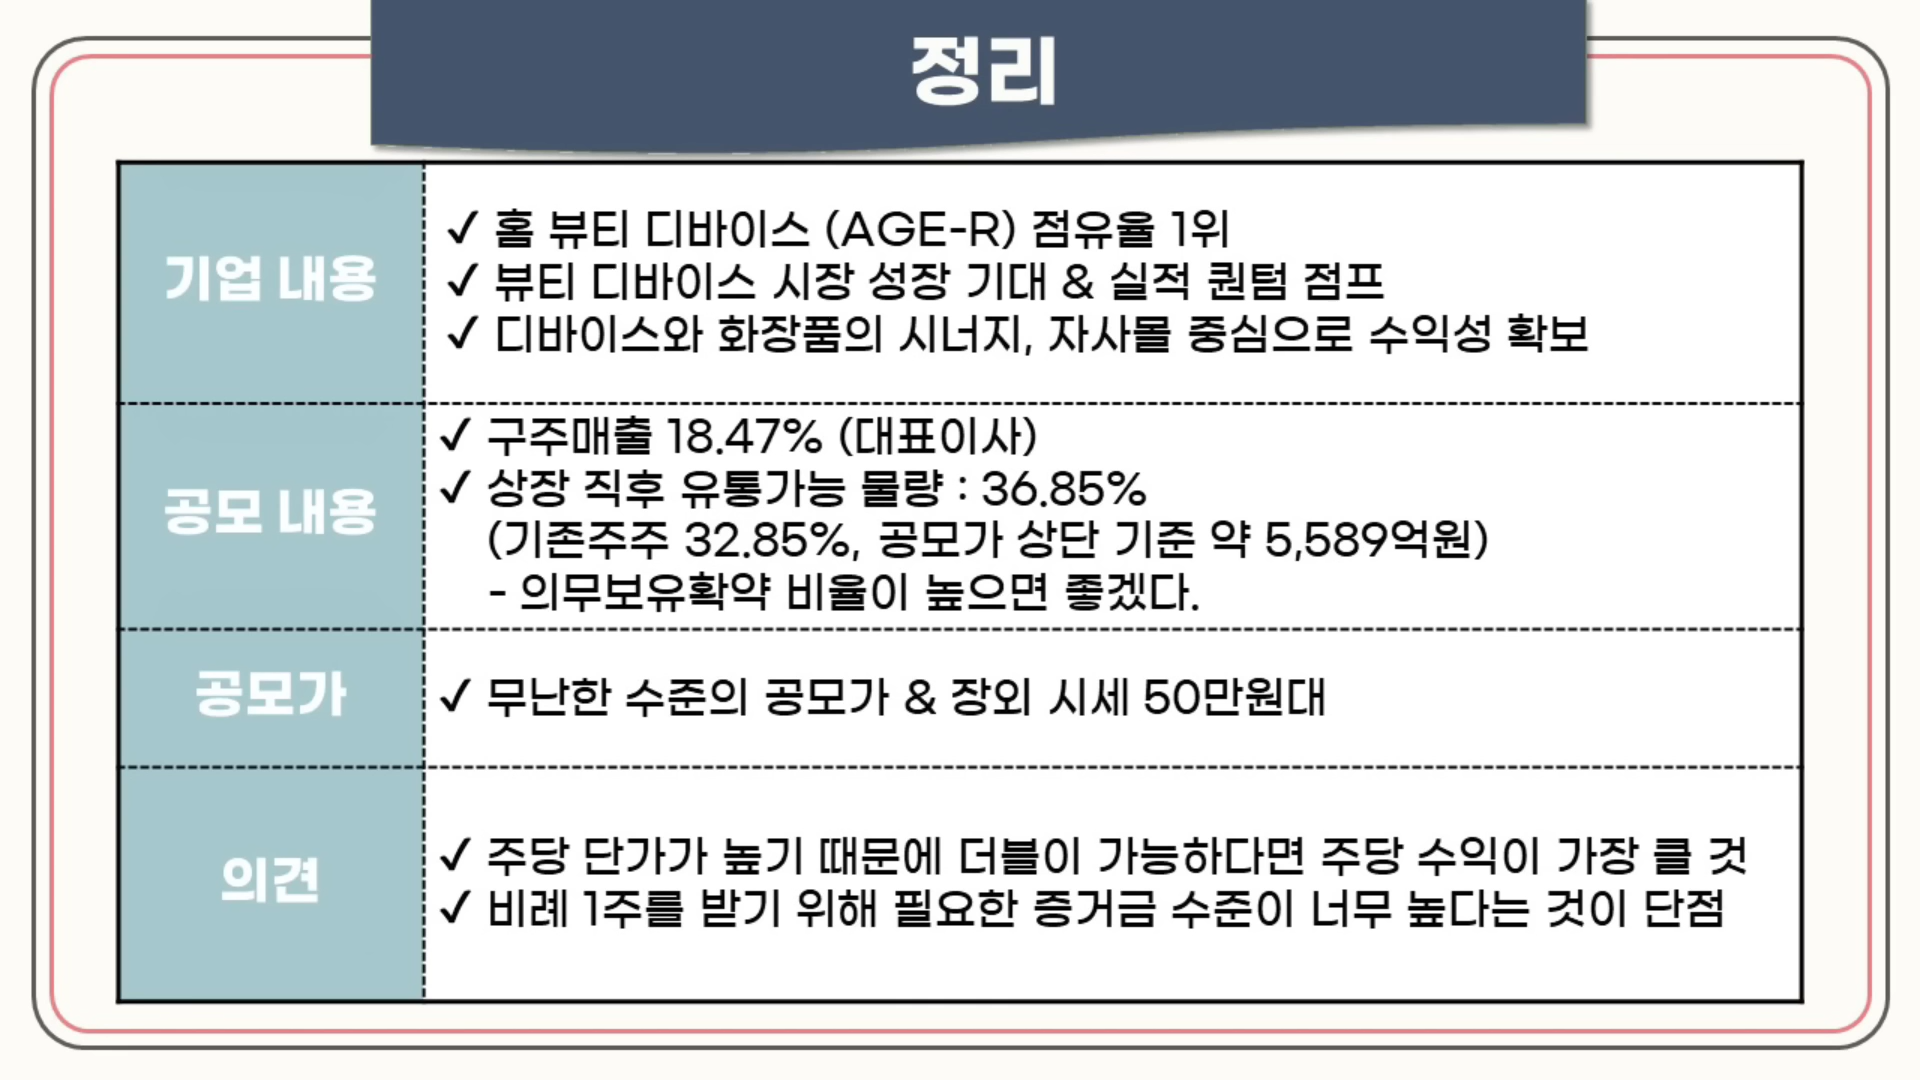 정리
기업 내용
✓ 홈 뷰티 디바이스 (AGE-R) 점유율 1위
✓ 뷰티 디바이스 시장 성장 기대 & 실적 퀀텀 점프
✓ 디바이스와 화장품의 시너지, 자사몰 중심으로 수익성 확보
공모 내용
✓ 구주매출 18.47% (대표이사)
✓ 상장 직후 유통가능 물량 : 36.85%
(기존주주 32.85%, 공모가 상단 기준 약 5,589억원)
- 의무보유확약 비율이 높으면 좋겠다.
공모가
✓ 무난한 수준의 공모가 & 장외 시세 50만원대
의견
✓ 주당 단가가 높기 때문에 더블이 가능하다면 주당 수익이 가장 클 것
✓ 비례 1주를 받기 위해 필요한 증거금 수준이 너무 높다는 것이 단점